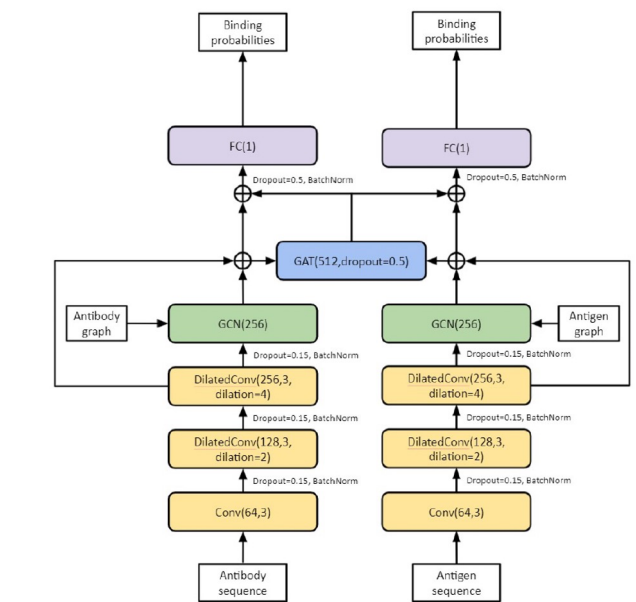 Binding
probabilities
Binding
probabilities
FC(1)
FC(1)
Dropout=0.5, BatchNorm
Dropout=0.5, BatchNorm
GAT(512,dropout=0.5)
Antibody
graph
GCN(256)
GCN(256)
Antigen
graph
Dropout=0.15, BatchNorm
Dropout=0.15, BatchNorm
DilatedConv(256,3,
dilation=4)
DilatedConv(256,3,
dilation=4)
Dropout=0.15, BatchNorm
Dropout=0.15, BatchNorm
DilatedConv(128,3,
dilation=2)
DilatedConv(128,3,
dilation=2)
Dropout=0.15, BatchNorm
Dropout=0.15, BatchNorm
Conv(64,3)
Conv(64,3)
Antibody
sequence
Antigen
sequence